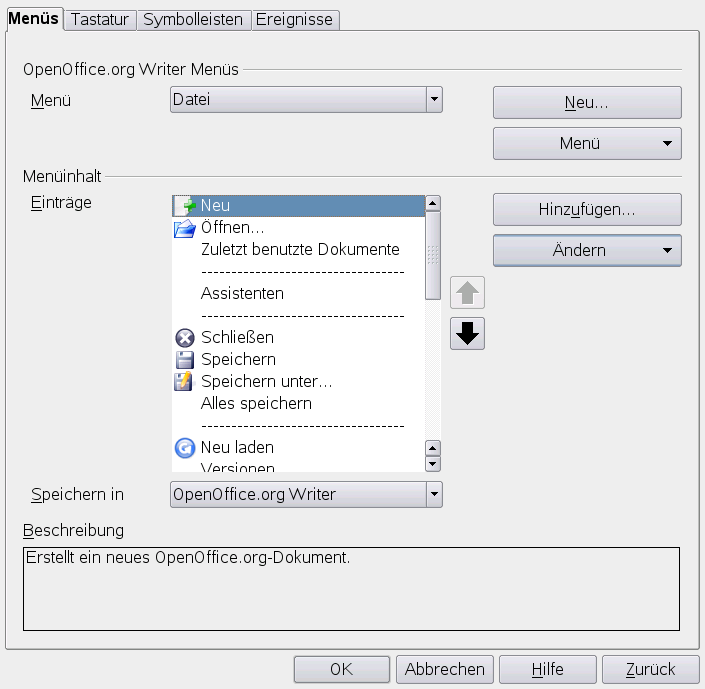 Menüs Tastatur Symbolleisten Ereignisse
OpenOffice.org Writer Menüs
Menü Datei Neu...
Menü
Menüinhalt
Einträge Neu Hinzufügen...
Öffnen...
Zuletzt benutzte Dokumente Ändern
---------------------------------
Assistenten
---------------------------------
Schließen
Speichern
Speichern unter...
Alles speichern
---------------------------------
Neu laden
Versionen
Speichern in OpenOffice.org Writer
Beschreibung
Erstellt ein neues OpenOffice.org-Dokument.
OK Abbrechen Hilfe Zurück